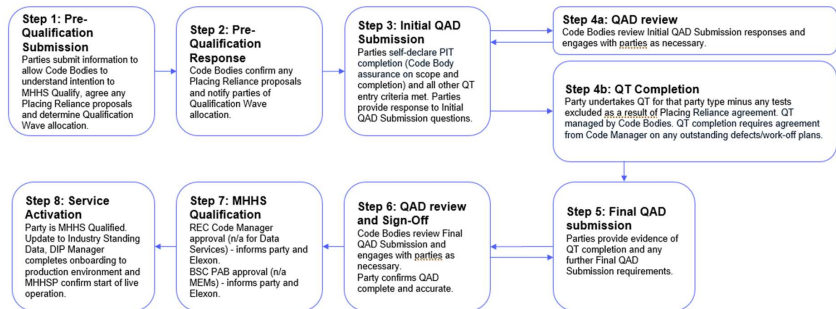 Step 1: Pre-
Qualification
Submission
Parties submit information to
allow Code Bodies to
understand intention to
MHHS Qualify, agree any
Placing Reliance proposals
and determine Qualification
Wave allocation.
Step 2: Pre-
Qualification
Response
Code Bodies confirm any
Placing Reliance proposals
and notify parties of
Qualification Wave
allocation.
Step 3: Initial QAD
Submission
Parties self-declare PIT
completion (Code Body
assurance on scope and
completion) and all other QT
entry criteria met. Parties
provide response to Initial
QAD Submission questions.
Step 4a: QAD review
Code Bodies review Initial QAD Submission responses and
engages with parties as necessary.
Step 4b: QT Completion
Party undertakes QT for that party type minus any tests
excluded as a result of Placing Reliance agreement. QT
managed by Code Bodies. QT completion requires agreement
from Code Manager on any outstanding defects/work-off plans.
Step 5: Final QAD
submission
Parties provide evidence of
QT completion and any
further Final QAD
Submission requirements.
Step 6: QAD review
and Sign-Off
Code Bodies review Final
QAD Submission and
engages with parties as
necessary.
Party confirms QAD
complete and accurate.
Step 7: MHHS
Qualification
REC Code Manager
approval (n/a for Data
Services) - informs party and
Elexon.
BSC PAB approval (n/a
MEMs) - informs party and
Elexon.
Step 8: Service
Activation
Party is MHHS Qualified.
Update to Industry Standing
Data, DIP Manager
completes onboarding to
production environment and
MHHSP confirm start of live
operation.